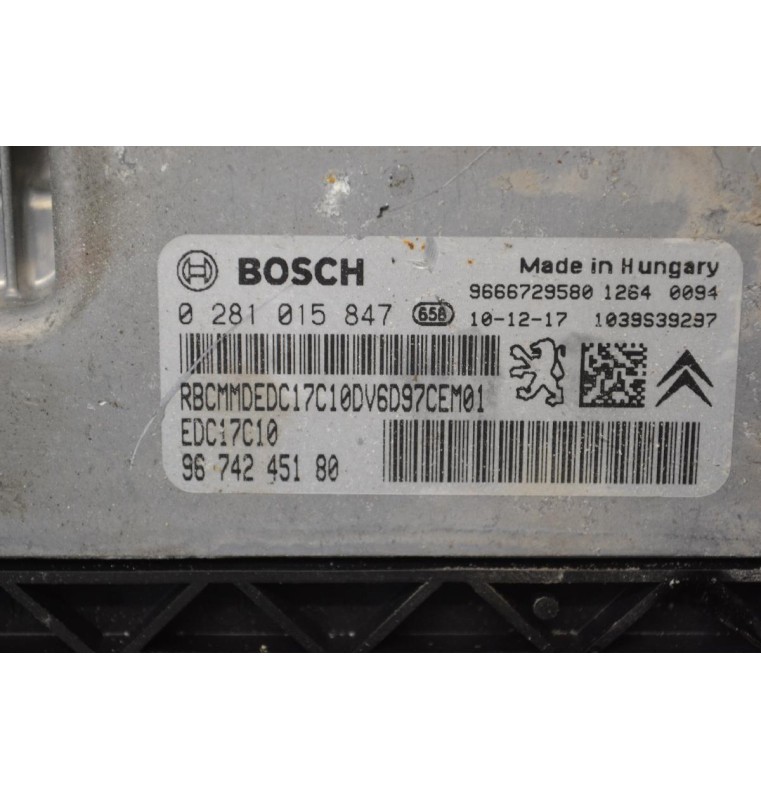 BOSCH Made in Hungary
9666729580 1264 0094
0 281 015 847 658 10-12-17 1039S39297
RBCMMDEDC17C10DV6D97CEM01
EDC17C10
96 742 451 80